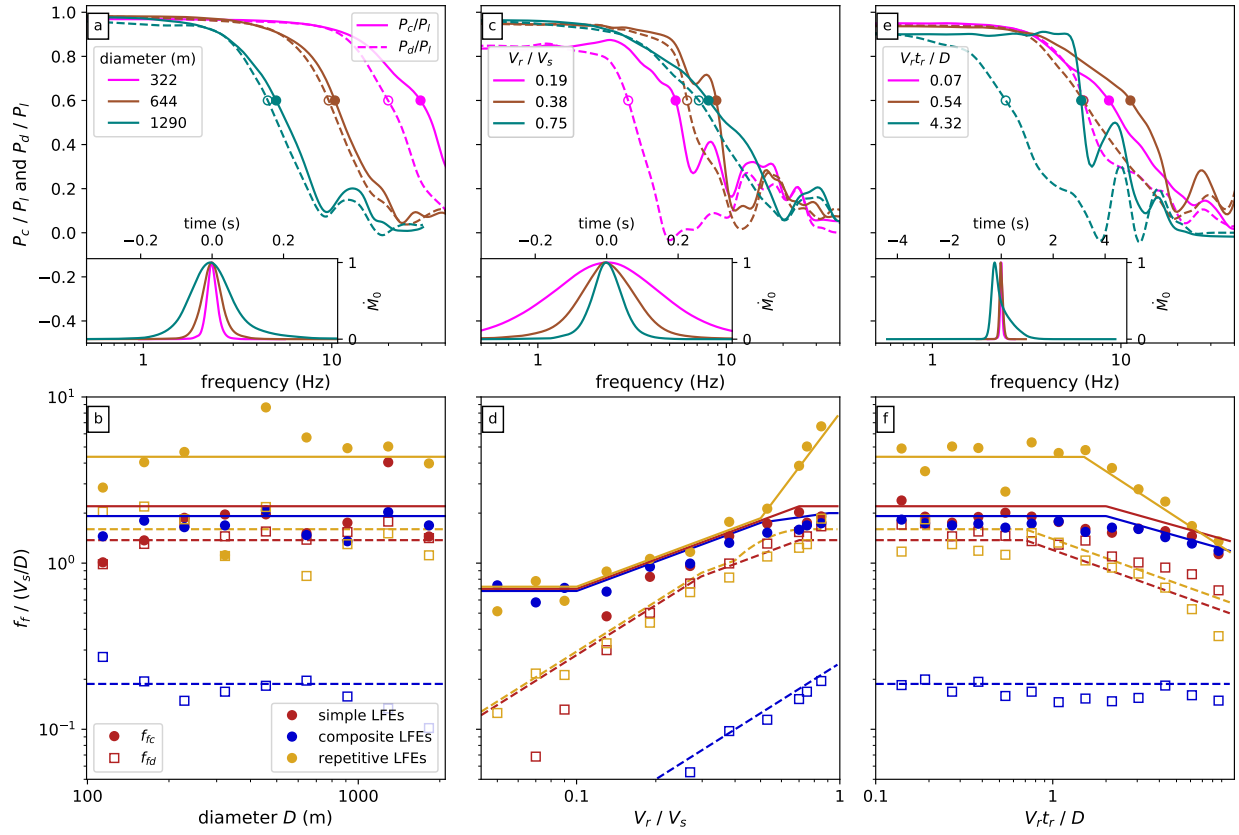 a
c
e
P_c/P_l
P_d/P_l
diameter (m)
322
644
1290
V_r / V_s
0.19
0.38
0.75
V_r t_r / D
0.07
0.54
4.32
P_c / P_l and P_d / P_l
1.0
0.8
0.6
0.4
0.2
0.0
−0.2
−0.4
time (s)
−0.2 0.0 0.2
time (s)
−0.2 0.0 0.2
time (s)
−4 −2 0 2 4
1
0
Ṁ_0
1
0
Ṁ_0
1
0
Ṁ_0
1 10
1 10
1 10
frequency (Hz)
frequency (Hz)
frequency (Hz)
b
d
f
f_f / (V_s/D)
10^1
10^0
10^−1
f_fc
f_fd
simple LFEs
composite LFEs
repetitive LFEs
100 1000
0.1 1
0.1 1
diameter D (m)
V_r / V_s
V_r t_r / D